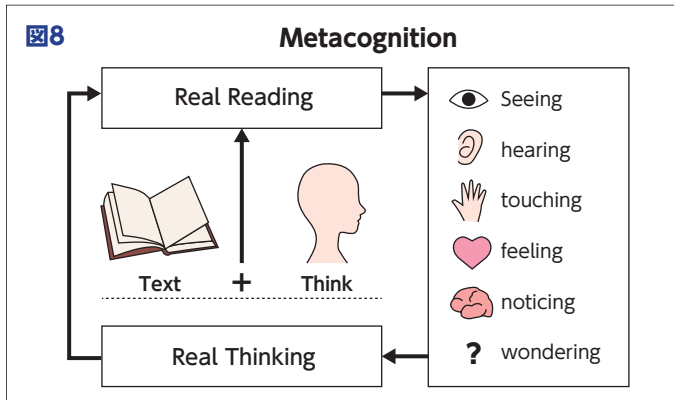 図8
Metacognition
Real Reading
Text + Think
Real Thinking
Seeing
hearing
touching
feeling
noticing
? wondering